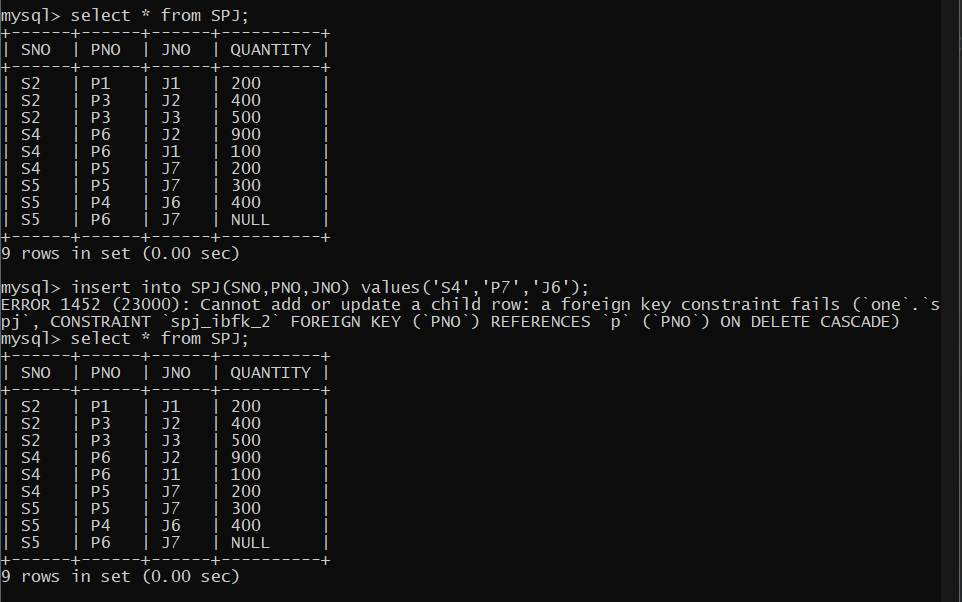 mysql> select * from SPJ;
+------+------+------+----------+
| SNO  | PNO  | JNO  | QUANTITY |
+------+------+------+----------+
| S2   | P1   | J1   | 200      |
| S2   | P3   | J2   | 400      |
| S2   | P3   | J3   | 500      |
| S4   | P6   | J2   | 900      |
| S4   | P6   | J1   | 100      |
| S4   | P5   | J7   | 200      |
| S5   | P5   | J7   | 300      |
| S5   | P4   | J6   | 400      |
| S5   | P6   | J7   | NULL     |
+------+------+------+----------+
9 rows in set (0.00 sec)

mysql> insert into SPJ(SNO,PNO,JNO) values('S4','P7','J6');
ERROR 1452 (23000): Cannot add or update a child row: a foreign key constraint fails (`one`.`s
pj`, CONSTRAINT `spj_ibfk_2` FOREIGN KEY (`PNO`) REFERENCES `p` (`PNO`) ON DELETE CASCADE)
mysql> select * from SPJ;
+------+------+------+----------+
| SNO  | PNO  | JNO  | QUANTITY |
+------+------+------+----------+
| S2   | P1   | J1   | 200      |
| S2   | P3   | J2   | 400      |
| S2   | P3   | J3   | 500      |
| S4   | P6   | J2   | 900      |
| S4   | P6   | J1   | 100      |
| S4   | P5   | J7   | 200      |
| S5   | P5   | J7   | 300      |
| S5   | P4   | J6   | 400      |
| S5   | P6   | J7   | NULL     |
+------+------+------+----------+
9 rows in set (0.00 sec)